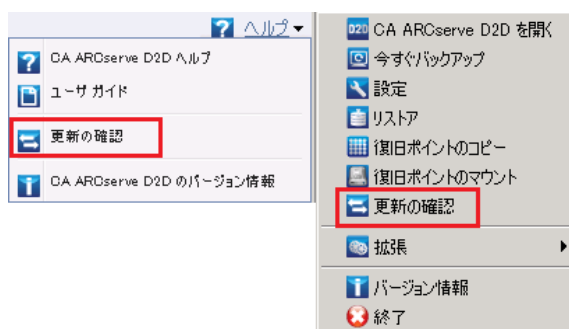 ヘルプ
CA ARCserve D2D ヘルプ
ユーザ ガイド
更新の確認
CA ARCserve D2D のバージョン情報
D2D CA ARCserve D2D を開く
今すぐバックアップ
設定
リストア
復旧ポイントのコピー
復旧ポイントのマウント
更新の確認
拡張
バージョン情報
終了